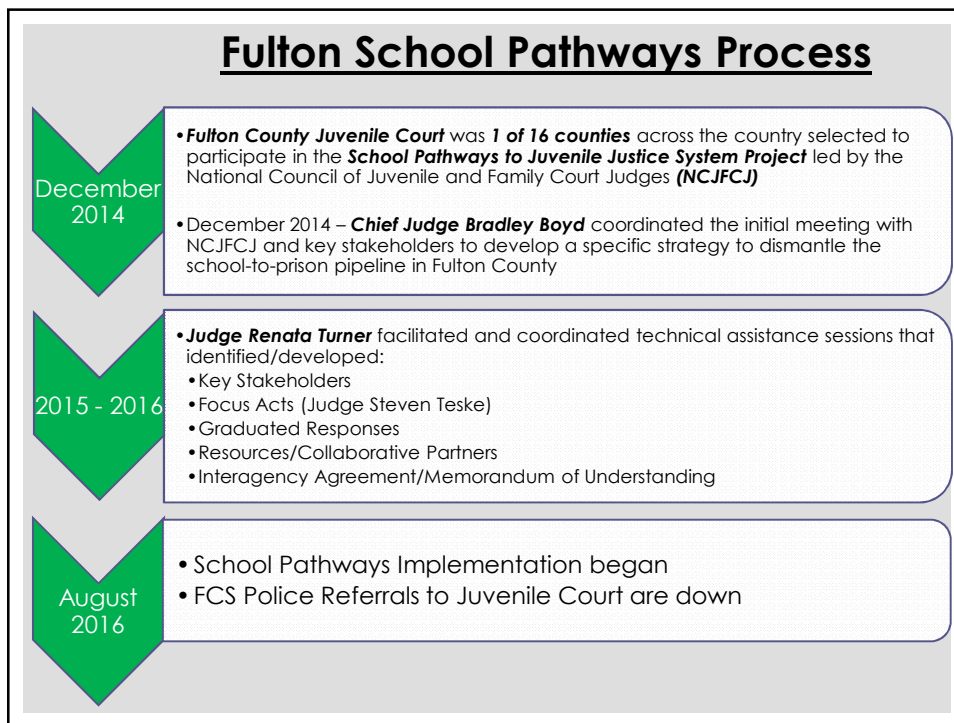 Fulton School Pathways Process
December
2014
•Fulton County Juvenile Court was 1 of 16 counties across the country selected to
participate in the School Pathways to Juvenile Justice System Project led by the
National Council of Juvenile and Family Court Judges (NCJFCJ)
•December 2014 – Chief Judge Bradley Boyd coordinated the initial meeting with
NCJFCJ and key stakeholders to develop a specific strategy to dismantle the
school-to-prison pipeline in Fulton County
2015 - 2016
•Judge Renata Turner facilitated and coordinated technical assistance sessions that
identified/developed:
•Key Stakeholders
•Focus Acts (Judge Steven Teske)
•Graduated Responses
•Resources/Collaborative Partners
•Interagency Agreement/Memorandum of Understanding
August
2016
•School Pathways Implementation began
•FCS Police Referrals to Juvenile Court are down